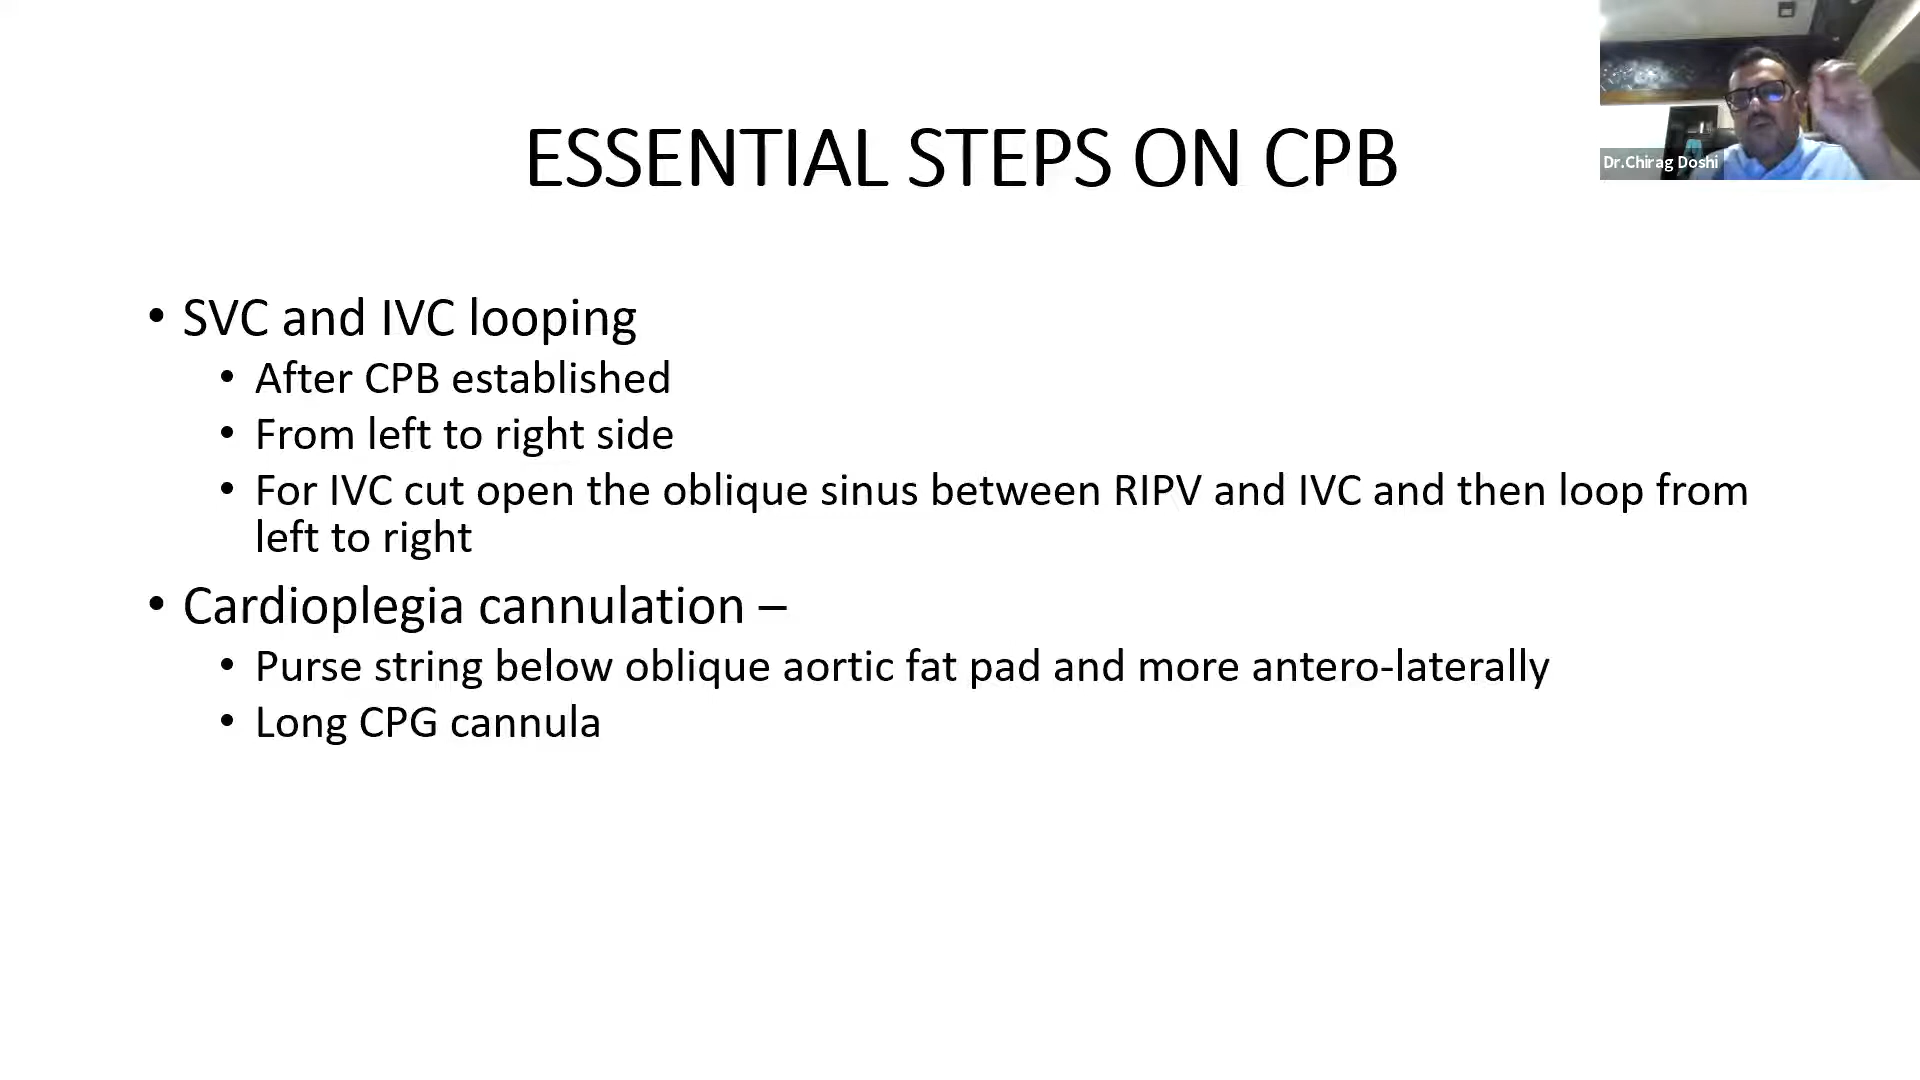 ESSENTIAL STEPS ON CPB
Dr.Chirag Doshi
• SVC and IVC looping
• After CPB established
• From left to right side
• For IVC cut open the oblique sinus between RIPV and IVC and then loop from
left to right
• Cardioplegia cannulation –
• Purse string below oblique aortic fat pad and more antero-laterally
• Long CPG cannula